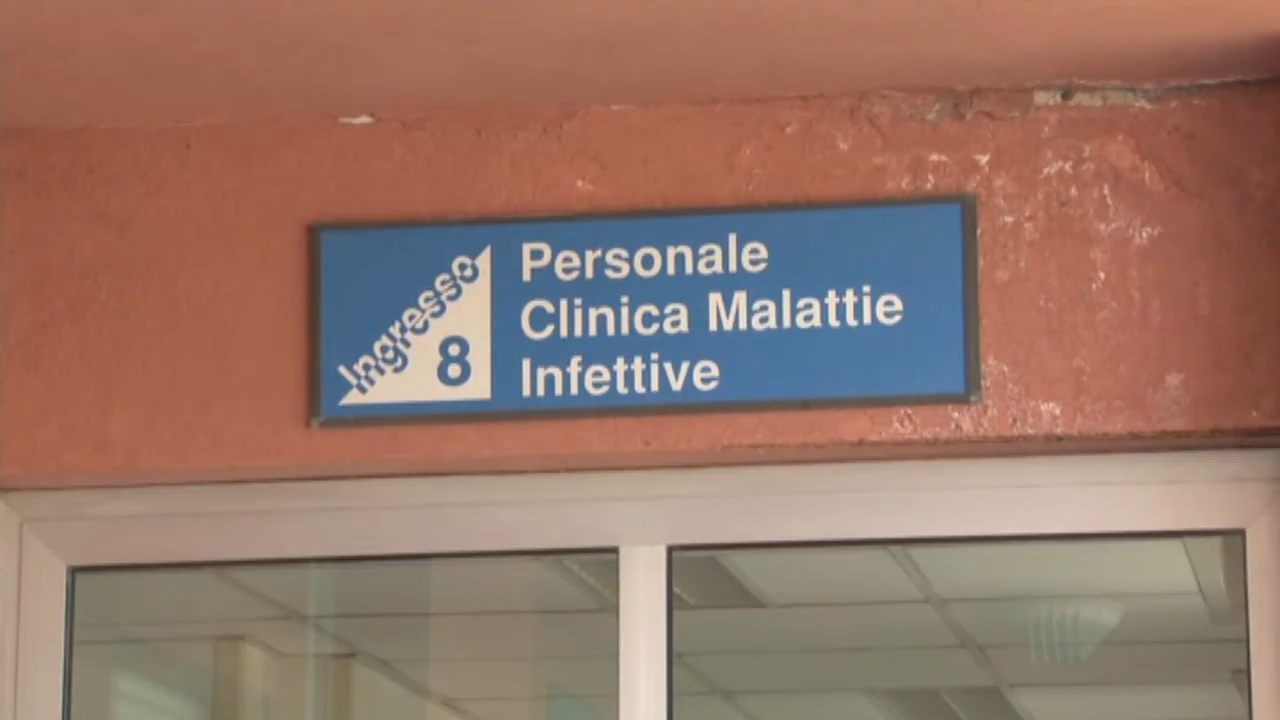 Ingresso
8
Personale
Clinica Malattie
Infettive